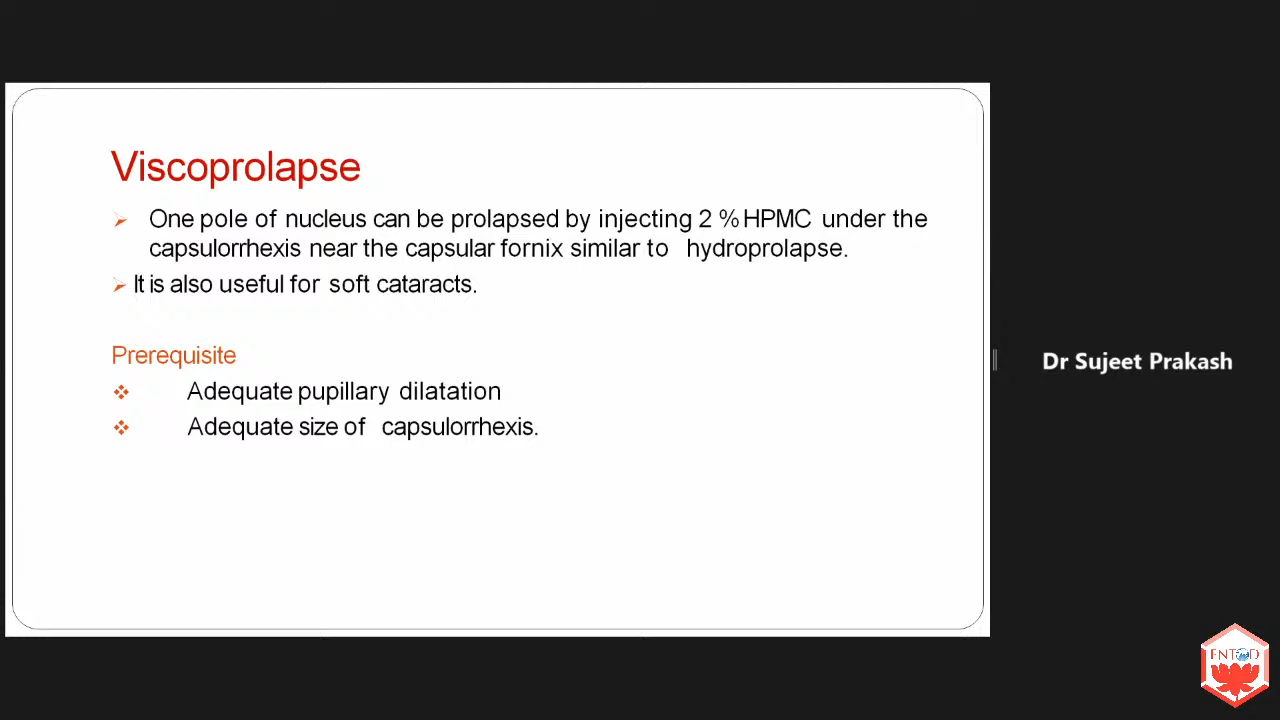 Viscoprolapse
One pole of nucleus can be prolapsed by injecting 2 % HPMC under the
capsulorrhexis near the capsular fornix similar to hydroprolapse.
It is also useful for soft cataracts.
Prerequisite
Adequate pupillary dilatation
Adequate size of capsulorrhexis.
Dr Sujeet Prakash
ENTOD